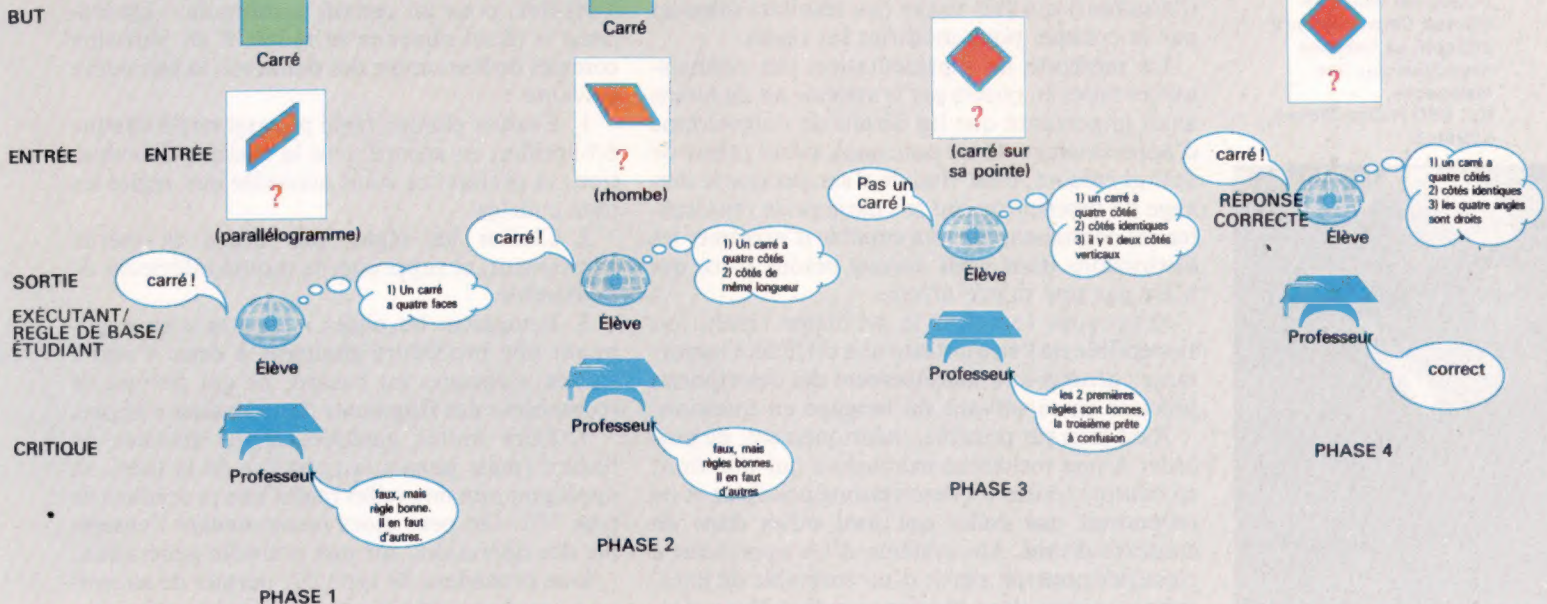 BUT
Carré
Carré
ENTRÉE
ENTRÉE
?
(parallélogramme)
SORTIE
carré !
1) Un carré
a quatre faces
EXÉCUTANT/
REGLE DE BASE/
ÉTUDIANT
Élève
CRITIQUE
Professeur
faux, mais
règle bonne.
Il en faut
d'autres.
PHASE 1
?
(rhombe)
carré !
1) Un carré a
quatre côtés
2) côtés de
même longueur
Élève
Professeur
faux, mais
règles bonnes.
Il en faut
d'autres
PHASE 2
?
(carré sur
sa pointe)
Pas un
carré !
1) un carré a
quatre côtés
2) côtés identiques
3) il y a deux côtés
verticaux
Élève
Professeur
les 2 premières
règles sont bonnes,
la troisième prête
à confusion
PHASE 3
?
carré !
1) un carré a
quatre côtés
2) côtés identiques
3) les quatre angles
sont droits
RÉPONSE
CORRECTE
Élève
Professeur
correct
PHASE 4